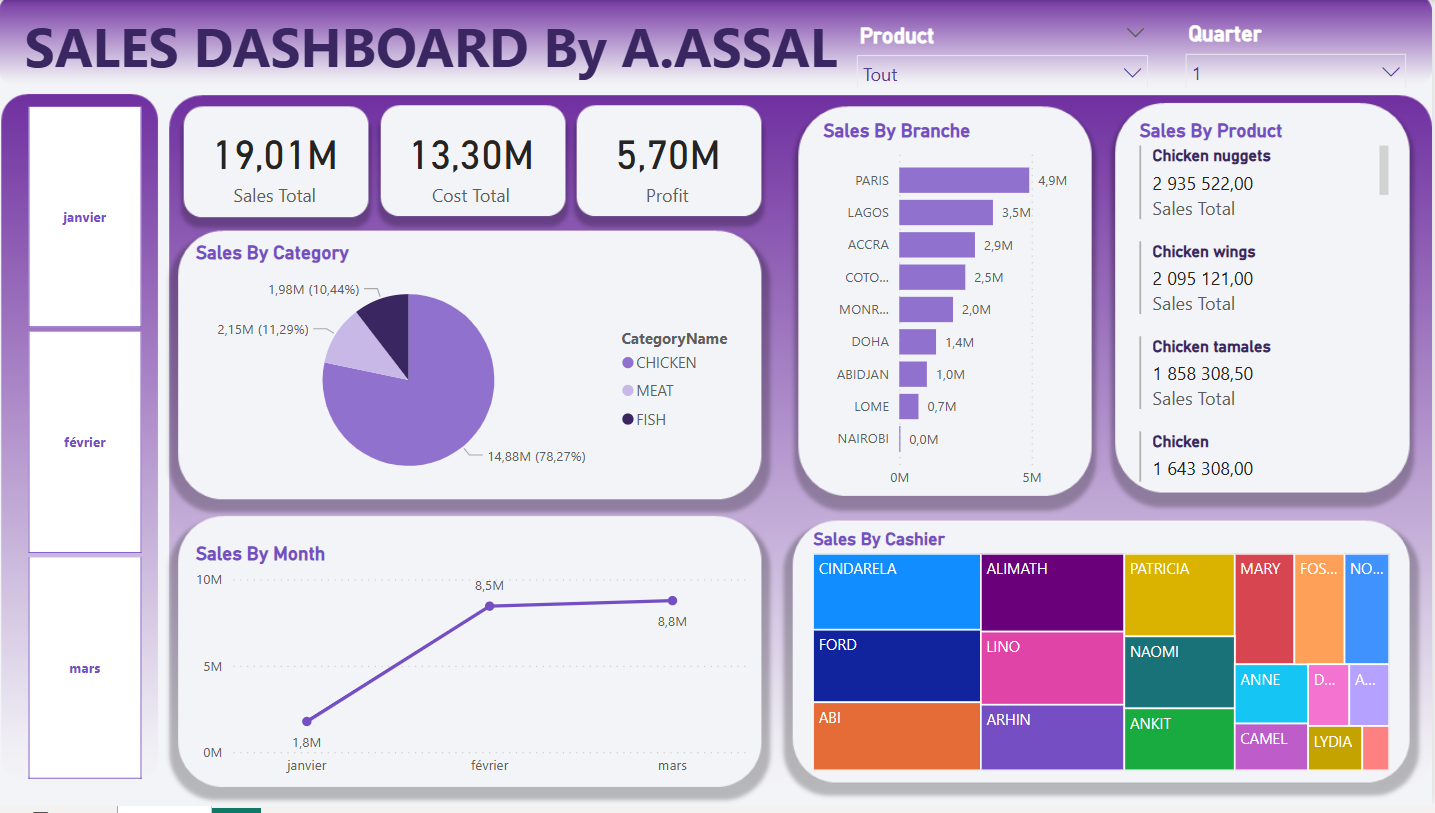 SALES DASHBOARD By A.ASSAL
Product
Tout
Quarter
1
janvier
février
mars
19,01M
Sales Total
13,30M
Cost Total
5,70M
Profit
Sales By Category
1,98M (10,44%)
2,15M (11,29%)
14,88M (78,27%)
CategoryName
CHICKEN
MEAT
FISH
Sales By Month
10M
5M
0M
1,8M
8,5M
8,8M
janvier
février
mars
Sales By Branche
PARIS 4,9M
LAGOS 3,5M
ACCRA 2,9M
COTO... 2,5M
MONR... 2,0M
DOHA 1,4M
ABIDJAN 1,0M
LOME 0,7M
NAIROBI 0,0M
0M 5M
Sales By Product
Chicken nuggets
2 935 522,00
Sales Total
Chicken wings
2 095 121,00
Sales Total
Chicken tamales
1 858 308,50
Sales Total
Chicken
1 643 308,00
Sales By Cashier
CINDARELA
FORD
ABI
ALIMATH
LINO
ARHIN
PATRICIA
NAOMI
ANKIT
MARY
FOS...
NO...
ANNE
D...
A...
CAMEL
LYDIA